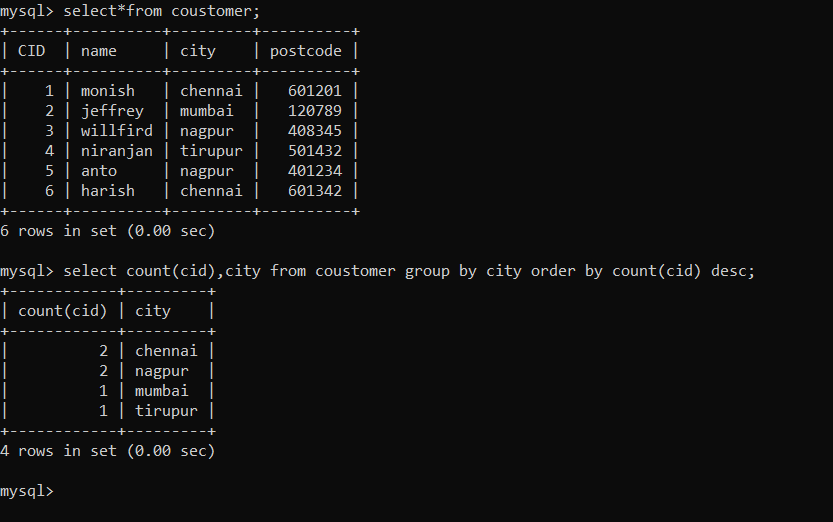 mysql> select*from coustomer;
+------+----------+---------+----------+
| CID  | name     | city    | postcode |
+------+----------+---------+----------+
|    1 | monish   | chennai |   601201 |
|    2 | jeffrey  | mumbai  |   120789 |
|    3 | willfird | nagpur  |   408345 |
|    4 | niranjan | tirupur |   501432 |
|    5 | anto     | nagpur  |   401234 |
|    6 | harish   | chennai |   601342 |
+------+----------+---------+----------+
6 rows in set (0.00 sec)
mysql> select count(cid),city from coustomer group by city order by count(cid) desc;
+------------+---------+
| count(cid) | city    |
+------------+---------+
|          2 | chennai |
|          2 | nagpur  |
|          1 | mumbai  |
|          1 | tirupur |
+------------+---------+
4 rows in set (0.00 sec)
mysql>